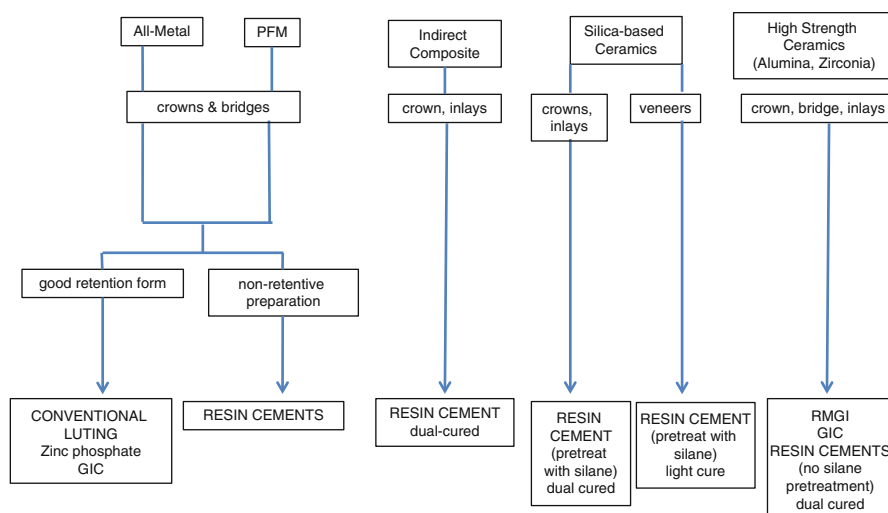 All-Metal
PFM
Indirect
Composite
Silica-based
Ceramics
High Strength
Ceramics
(Alumina, Zirconia)
crowns & bridges
crown, inlays
crowns,
inlays
veneers
crown, bridge, inlays
good retention form
non-retentive
preparation
CONVENTIONAL
LUTING
Zinc phosphate
GIC
RESIN CEMENTS
RESIN CEMENT
dual-cured
RESIN
CEMENT
(pretreat
with silane)
dual cured
RESIN CEMENT
(pretreat with
silane)
light cure
RMGI
GIC
RESIN CEMENTS
(no silane
pretreatment)
dual cured